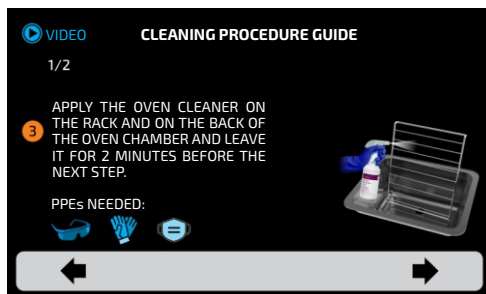 VIDEO CLEANING PROCEDURE GUIDE
1/2
3
APPLY THE OVEN CLEANER ON
THE RACK AND ON THE BACK OF
THE OVEN CHAMBER AND LEAVE
IT FOR 2 MINUTES BEFORE THE
NEXT STEP.
PPEs NEEDED: